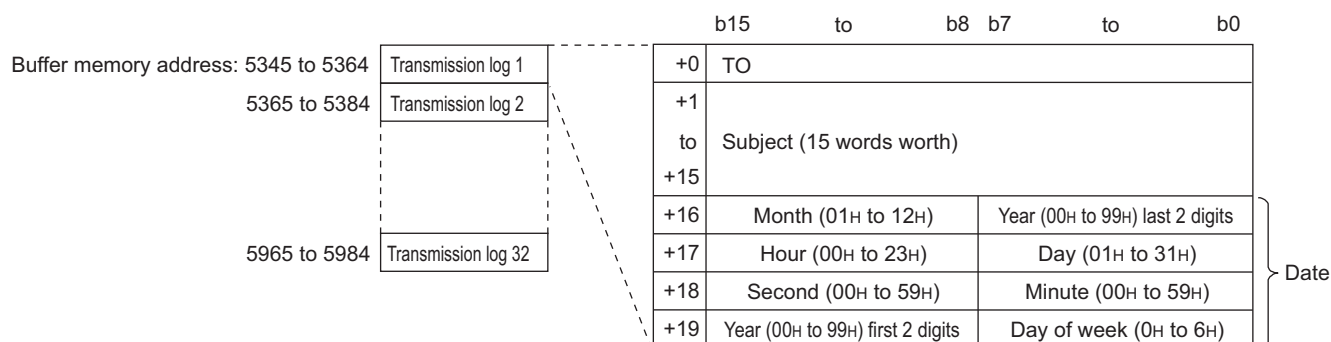 b15 to b8 b7 to b0
Buffer memory address: 5345 to 5364 Transmission log 1 +0 TO
5365 to 5384 Transmission log 2 +1
to Subject (15 words worth)
+15
+16 Month (01H to 12H) Year (00H to 99H) last 2 digits
5965 to 5984 Transmission log 32 +17 Hour (00H to 23H) Day (01H to 31H) Date
+18 Second (00H to 59H) Minute (00H to 59H)
+19 Year (00H to 99H) first 2 digits Day of week (0H to 6H)